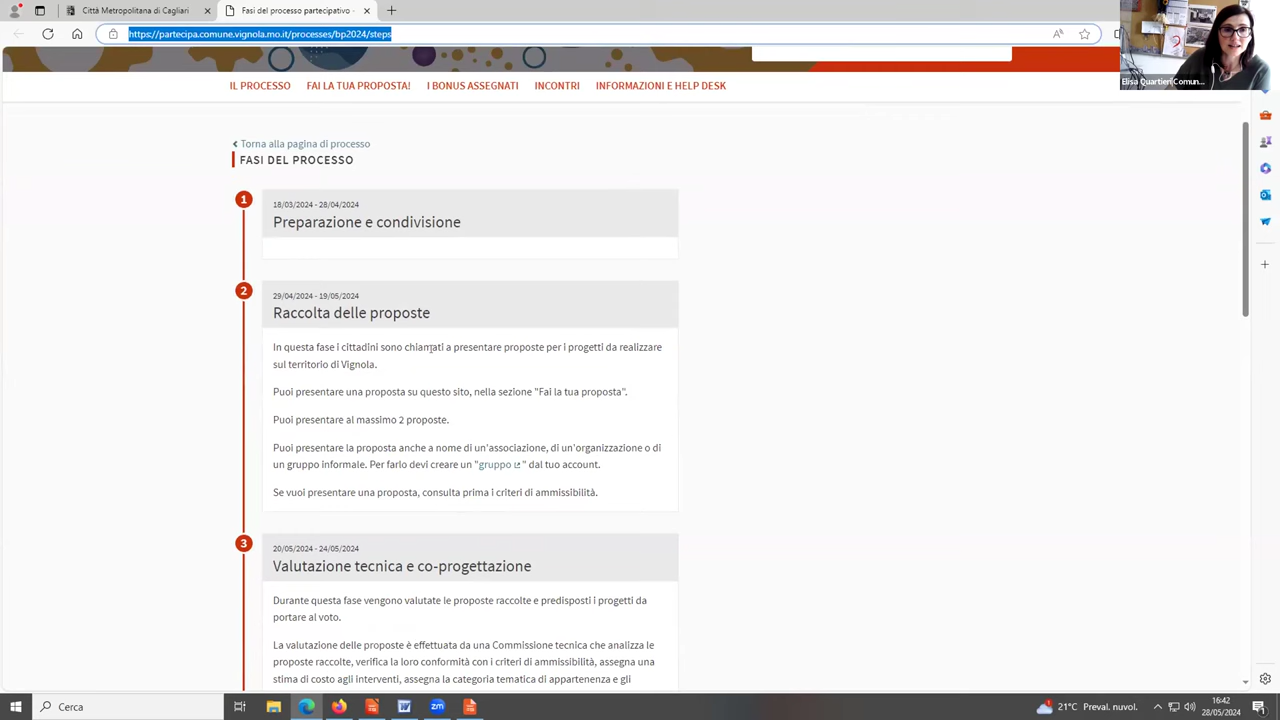 Città Metropolitana di Cagliari
Fasi del processo partecipativo -
https://partecipa.comune.vignola.mo.it/processes/bp2024/steps
Elisa Quartieri Comun...
IL PROCESSO FAI LA TUA PROPOSTA! I BONUS ASSEGNATI INCONTRI INFORMAZIONI E HELP DESK
Torna alla pagina di processo
FASI DEL PROCESSO
1
18/03/2024 - 28/04/2024
Preparazione e condivisione
2
29/04/2024 - 19/05/2024
Raccolta delle proposte
In questa fase i cittadini sono chiamati a presentare proposte per i progetti da realizzare
sul territorio di Vignola.
Puoi presentare una proposta su questo sito, nella sezione "Fai la tua proposta".
Puoi presentare al massimo 2 proposte.
Puoi presentare la proposta anche a nome di un'associazione, di un'organizzazione o di
un gruppo informale. Per farlo devi creare un "gruppo" dal tuo account.
Se vuoi presentare una proposta, consulta prima i criteri di ammissibilità.
3
20/05/2024 - 24/05/2024
Valutazione tecnica e co-progettazione
Durante questa fase vengono valutate le proposte raccolte e predisposti i progetti da
portare al voto.
La valutazione delle proposte è effettuata da una Commissione tecnica che analizza le
proposte raccolte, verifica la loro conformità con i criteri di ammissibilità, assegna una
stima di costo agli interventi, assegna la categoria tematica di appartenenza e gli
Cerca
21°C Preval. nuvol.
16:42
28/05/2024